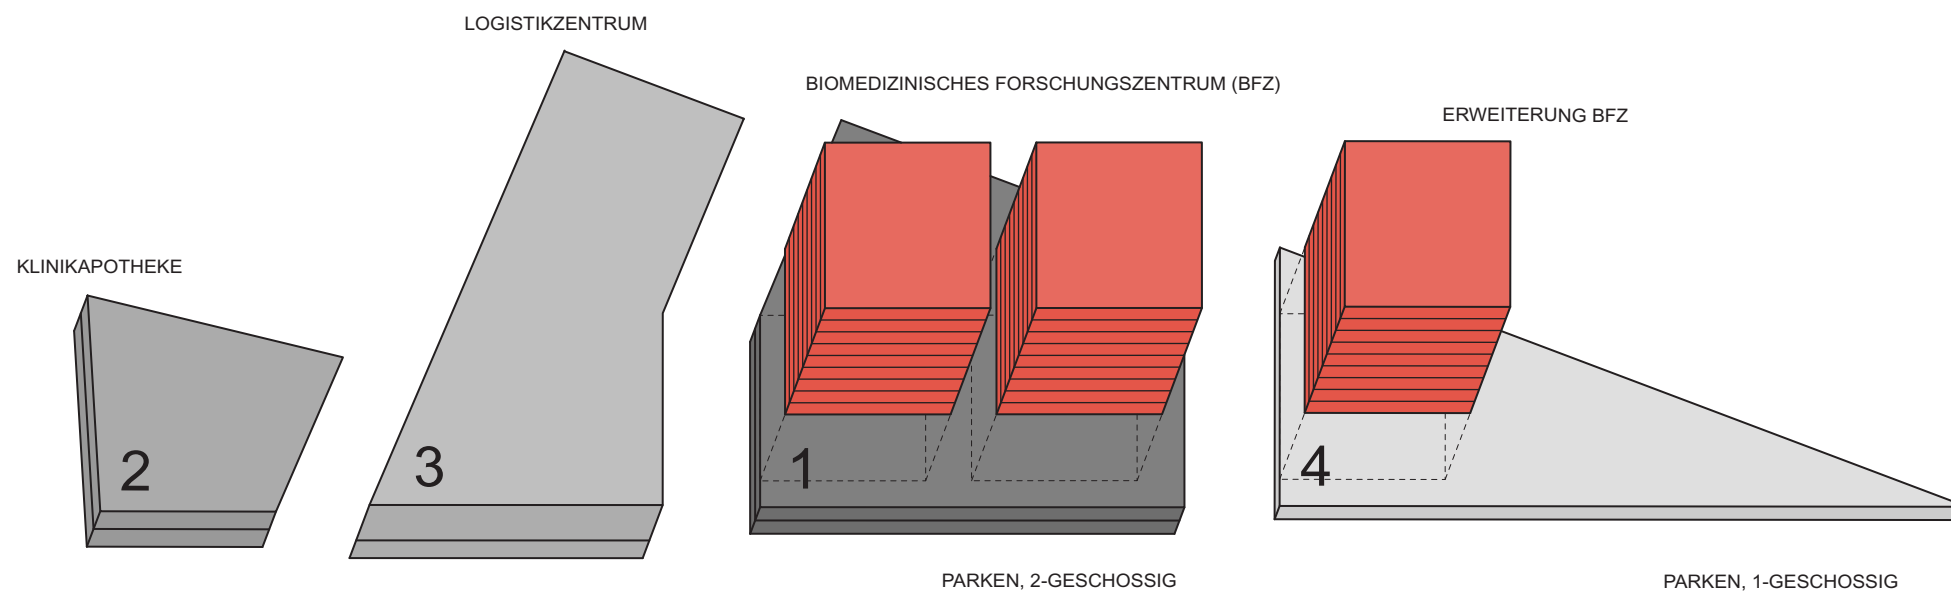 LOGISTIKZENTRUM
BIOMEDIZINISCHES FORSCHUNGSZENTRUM (BFZ)
ERWEITERUNG BFZ
KLINIKAPOTHEKE
2
3
1
4
PARKEN, 2-GESCHOSSIG
PARKEN, 1-GESCHOSSIG